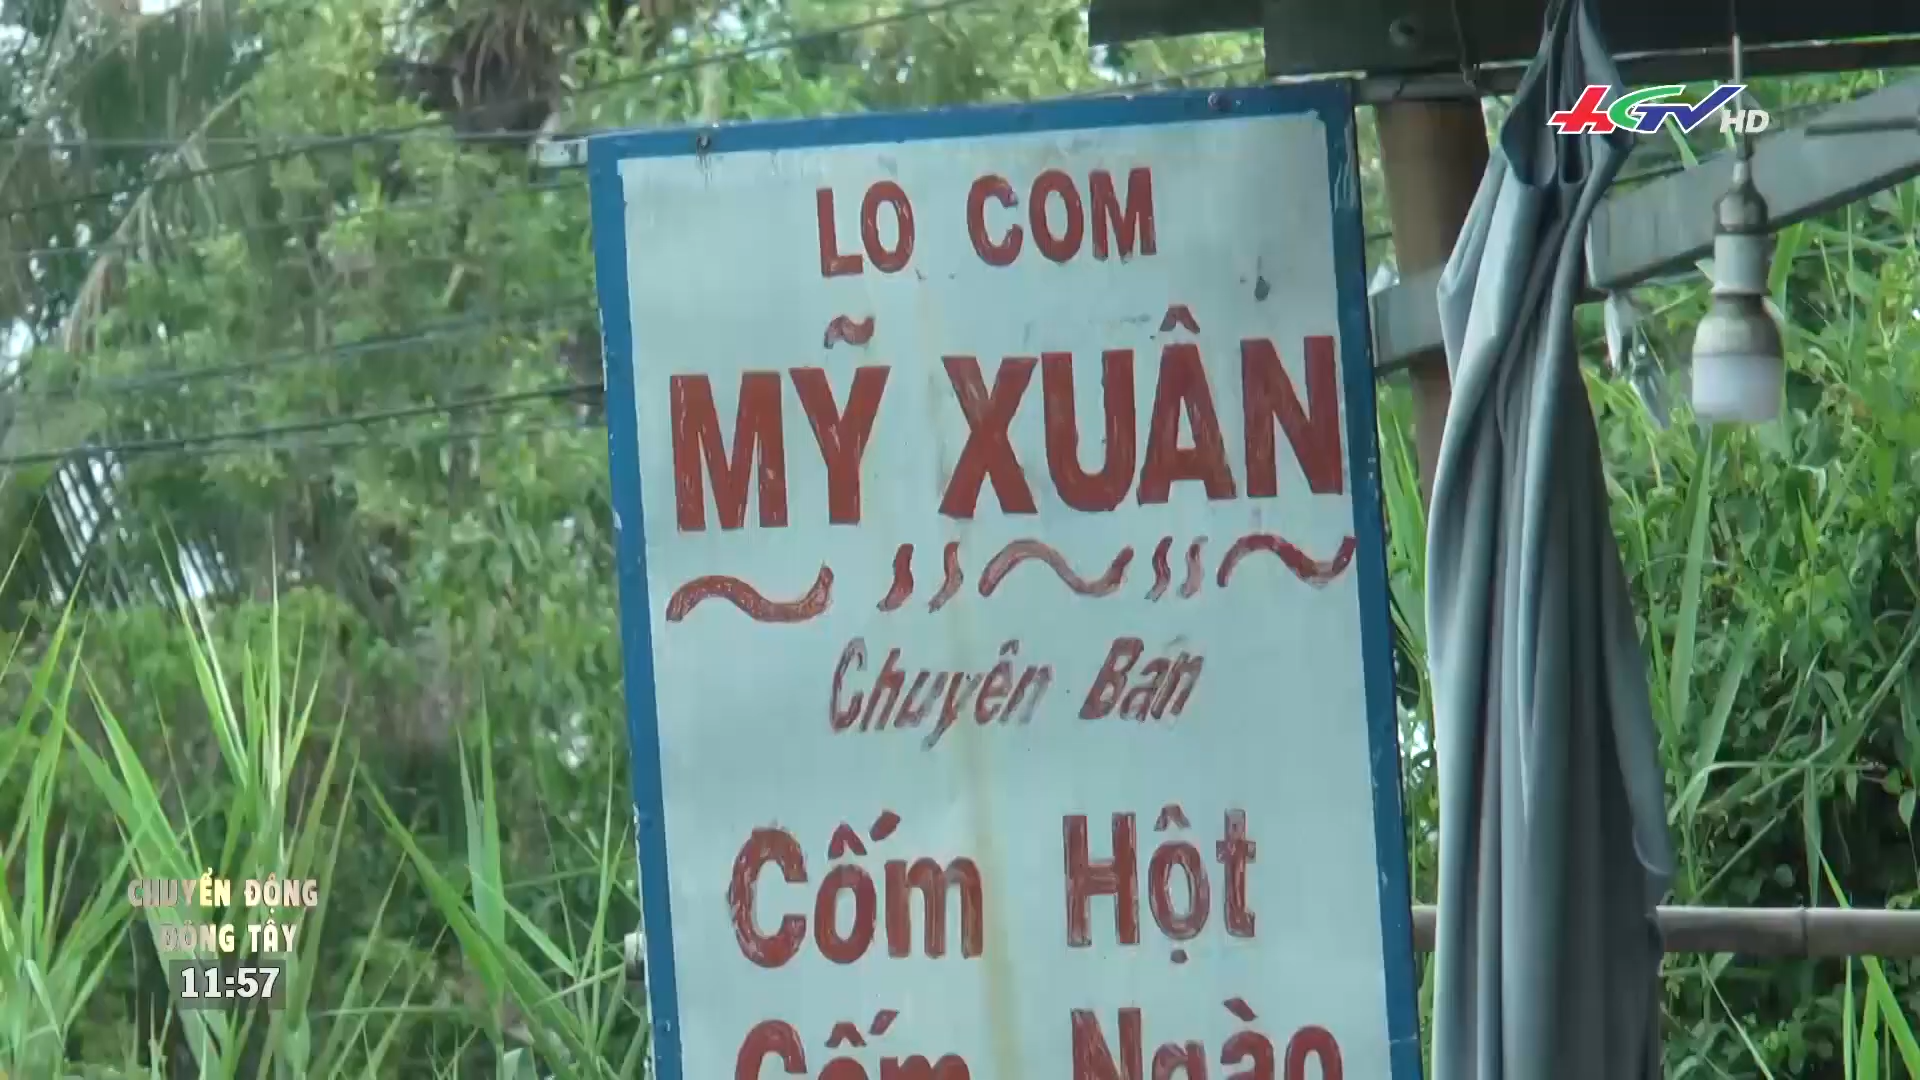 HGTV HD
LO COM
MỸ XUÂN
Chuyên Bán
Cốm Hột
Cốm Ngào
CHUYỂN ĐỘNG
ĐÔNG TÂY
11:57